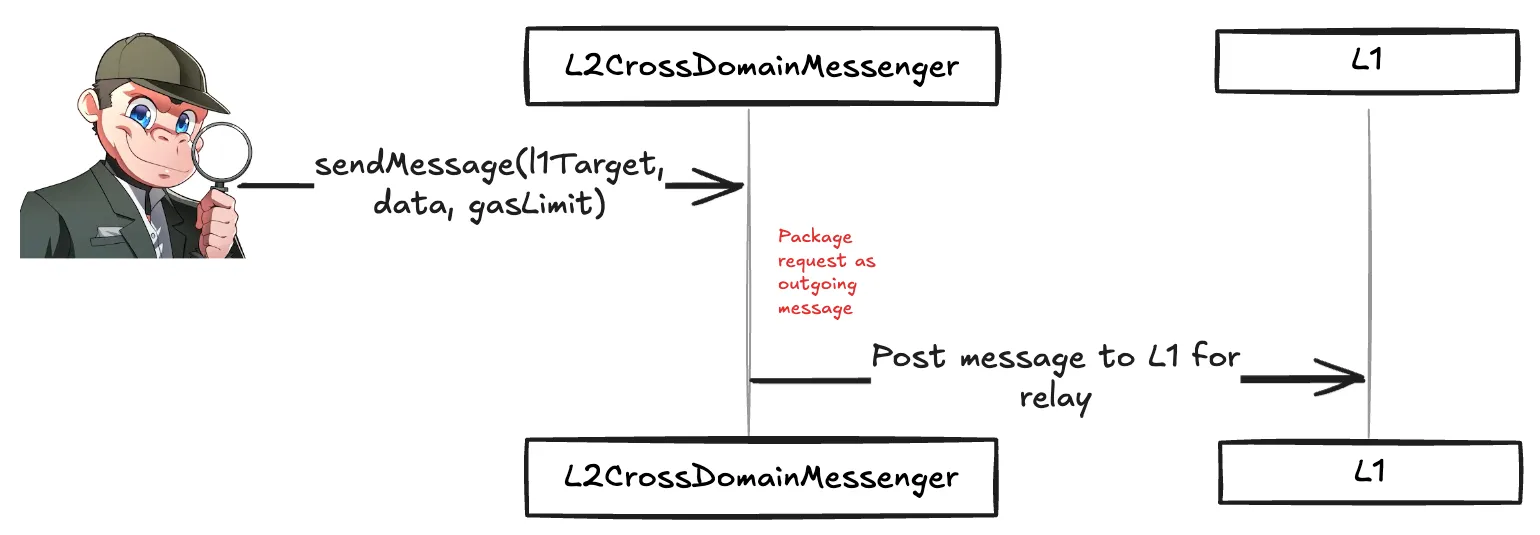 L2CrossDomainMessenger
L1
sendMessage(l1Target,
data, gasLimit)
Package
request as
outgoing
message
Post message to L1 for
relay
L2CrossDomainMessenger
L1